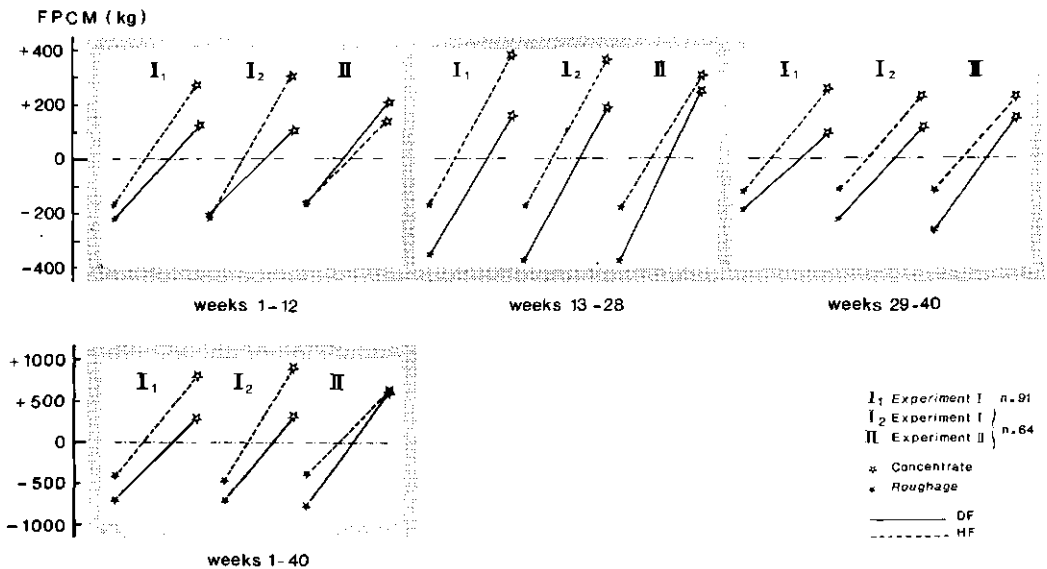 FPCM (kg)
+400
+200
0
-200
-400
I₁ I₂ II
I₁ I₂ II
I₁ I₂ II
weeks 1-12
weeks 13-28
weeks 29-40
+1000
+500
0
-500
-1000
I₁ I₂ II
weeks 1-40
I₁ Experiment I n=91
I₂ Experiment I
II Experiment II
n=64
☆ Concentrate
★ Roughage
DF
HF